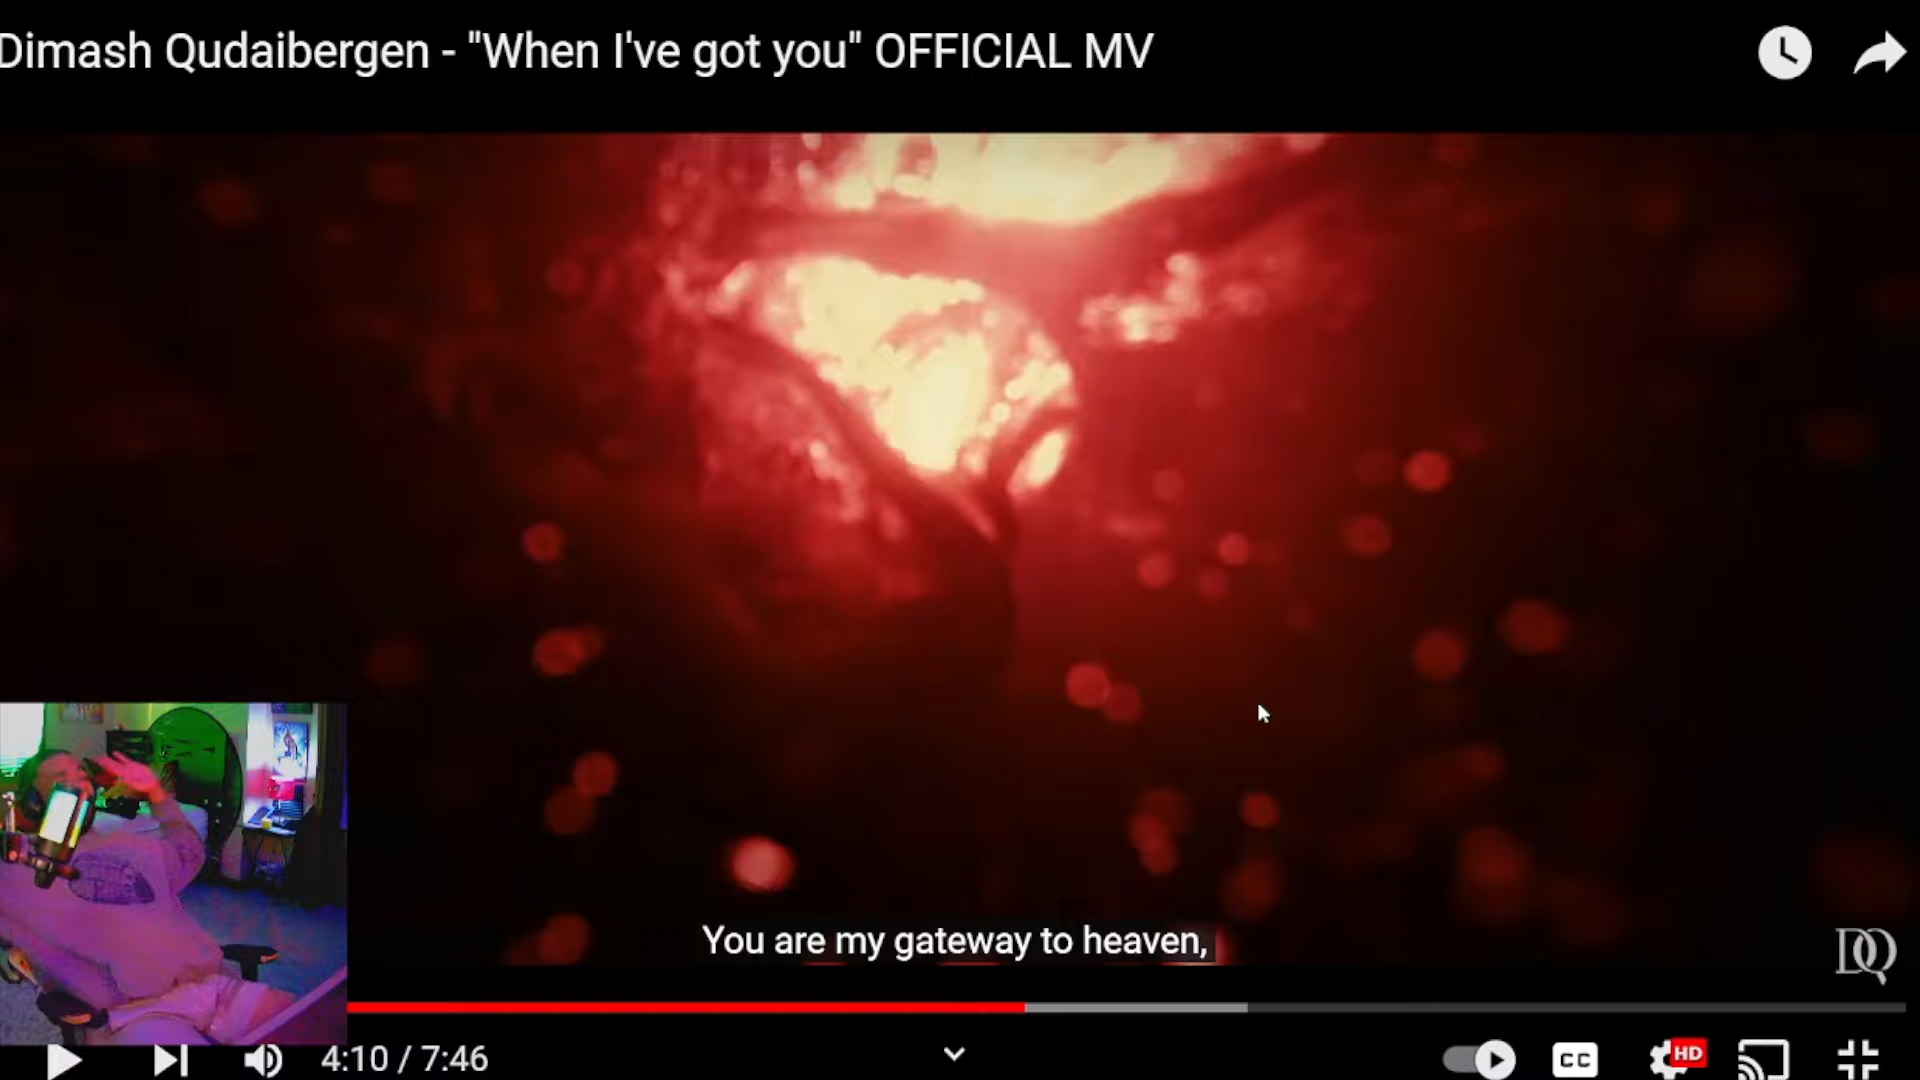 Dimash Qudaibergen - "When I've got you" OFFICIAL MV
You are my gateway to heaven,
DQ
4:10 / 7:46
CC
HD